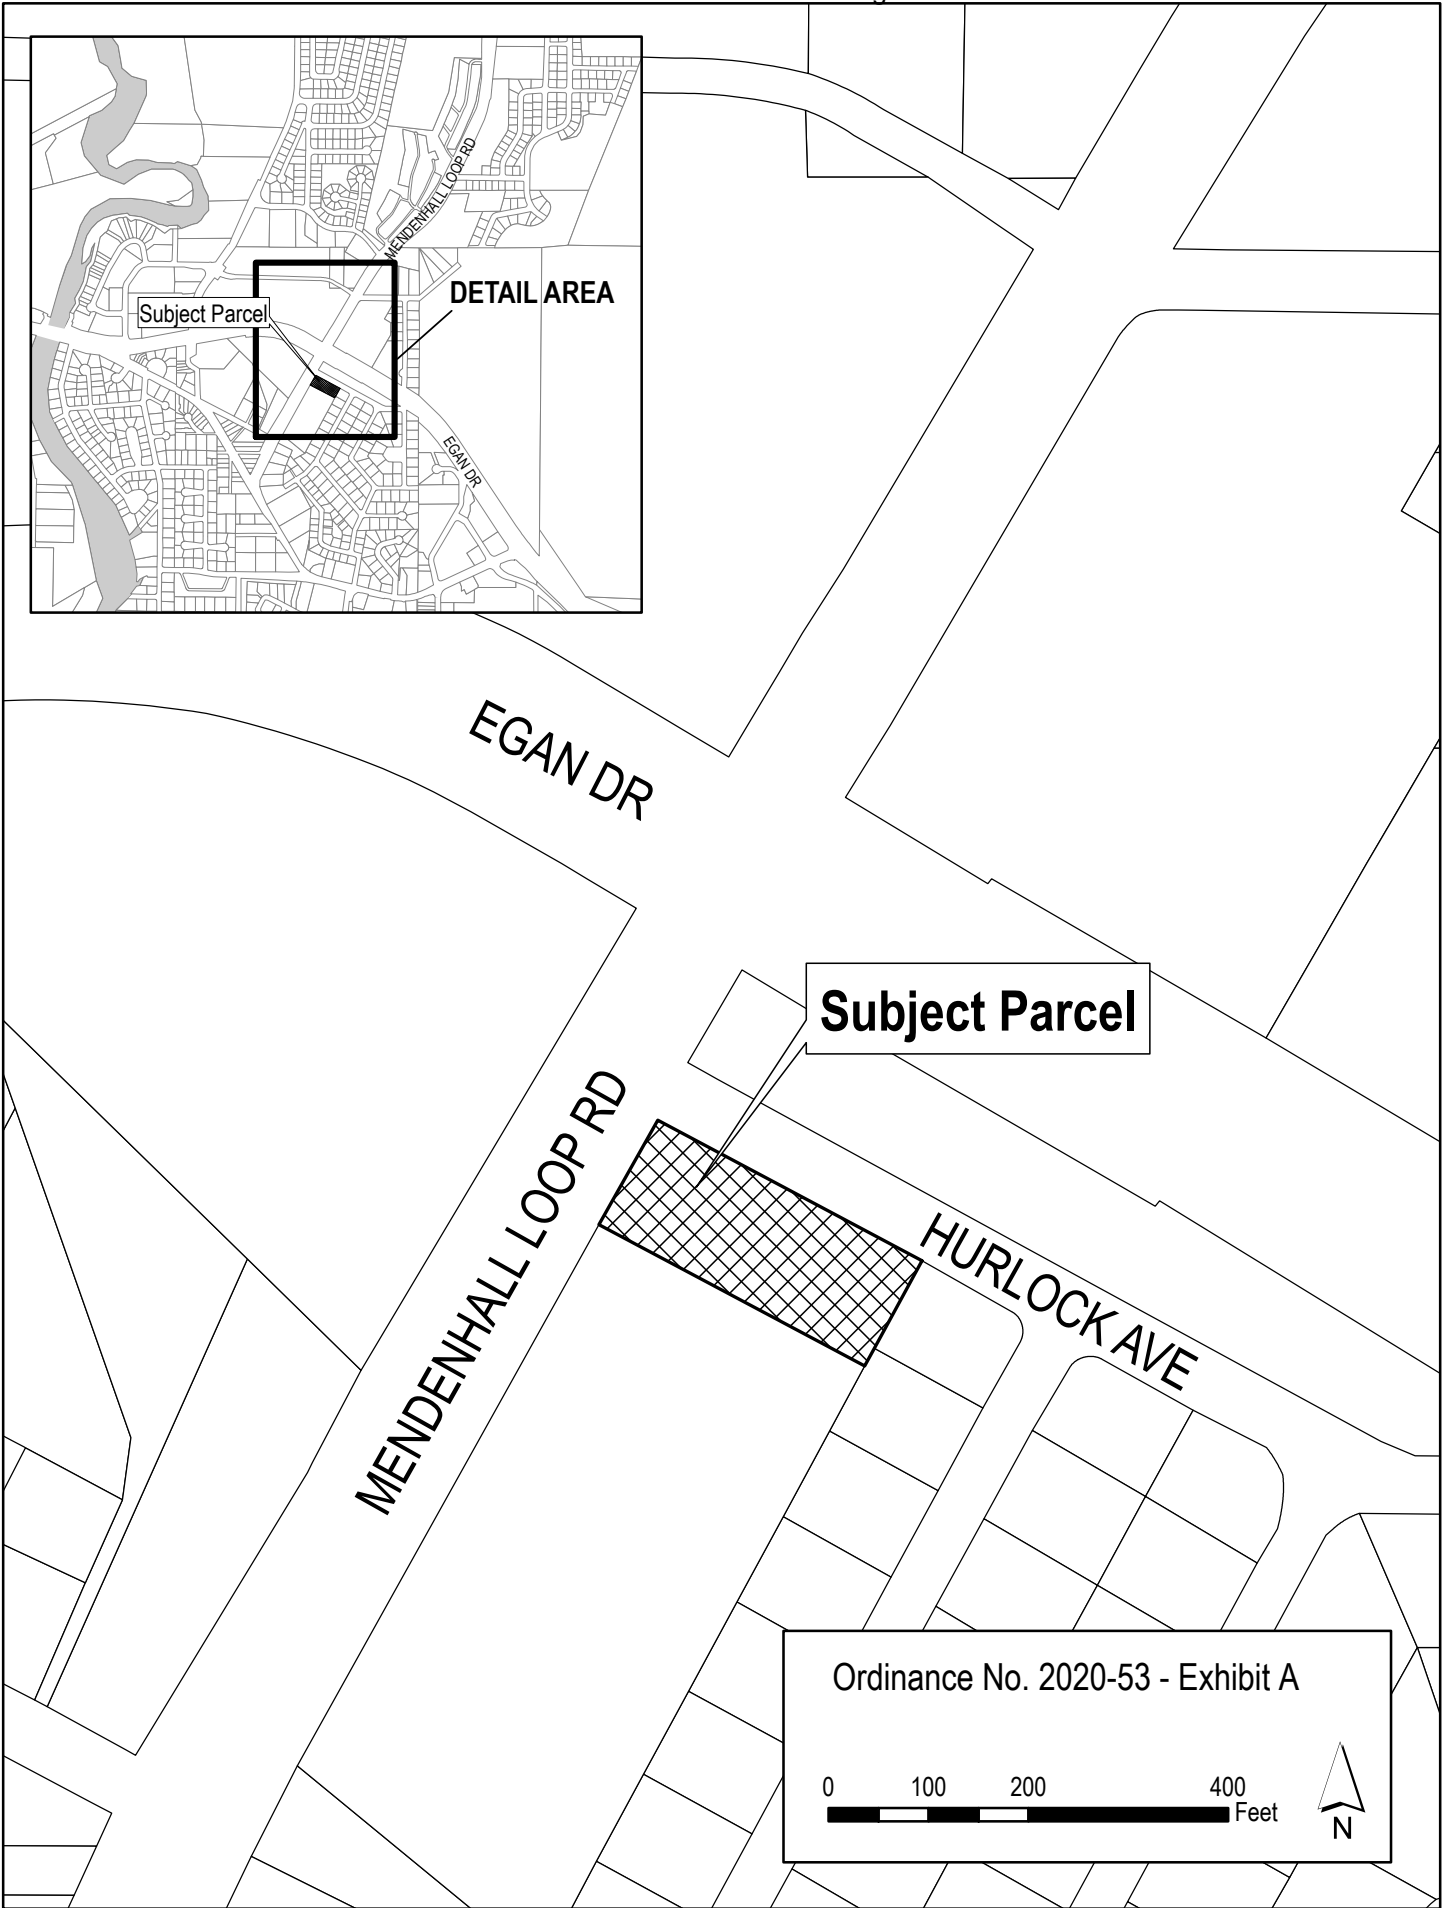 MENDENHALL LOOP RD
DETAIL AREA
Subject Parcel
EGAN DR
EGAN DR
Subject Parcel
MENDENHALL LOOP RD
HURLOCK AVE
Ordinance No. 2020-53 - Exhibit A
0 100 200 400
Feet
N